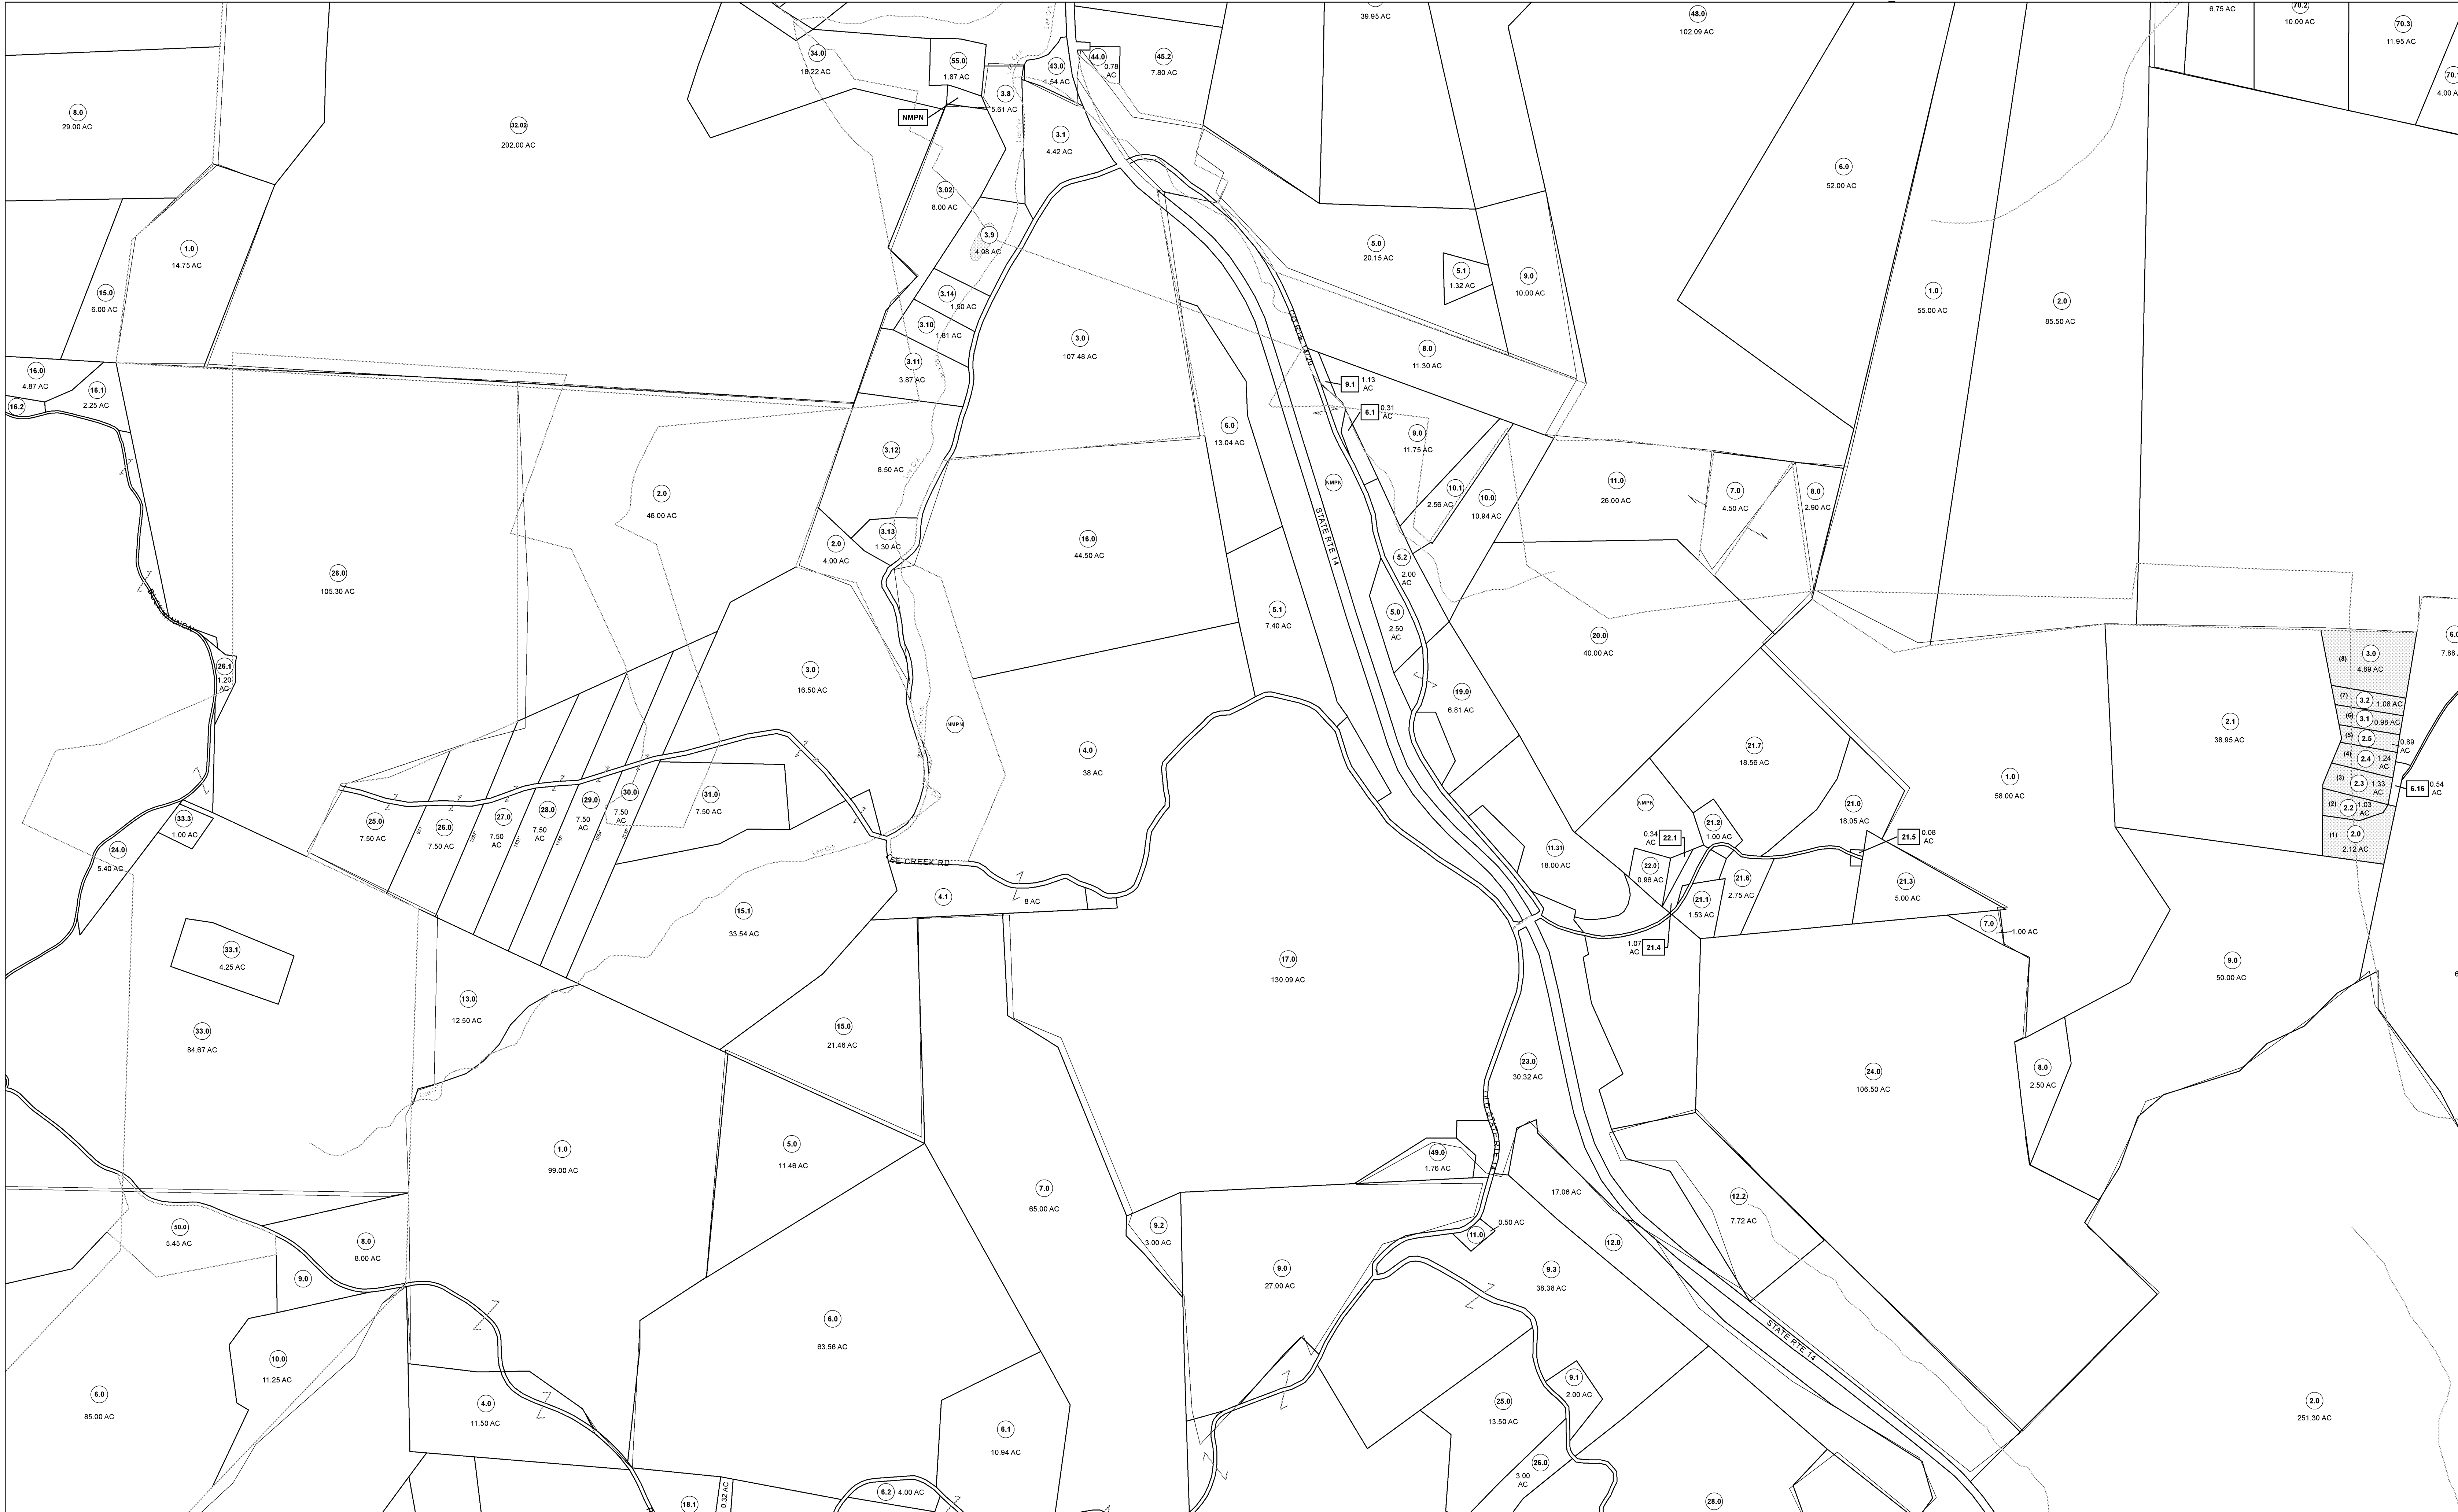 39.95 AC
48.0
102.09 AC
6.75 AC
70.2
10.00 AC
70.3
11.95 AC
34.0
18.22 AC
55.0
1.87 AC
43.0
1.54 AC
44.0
0.78
AC
45.2
7.80 AC
4.00 A
8.0
29.00 AC
32.02
202.00 AC
NMPN
3.8
5.61 AC
3.1
4.42 AC
6.0
52.00 AC
3.02
8.00 AC
1.0
14.75 AC
3.9
4.08 AC
5.0
20.15 AC
5.1
1.32 AC
9.0
10.00 AC
15.0
6.00 AC
3.14
1.50 AC
1.0
55.00 AC
2.0
85.50 AC
3.10
1.81 AC
3.0
107.48 AC
CO RTE 14/20
8.0
11.30 AC
16.0
4.87 AC
16.1
2.25 AC
16.2
3.11
3.87 AC
9.1
1.13
AC
6.1
0.31
AC
6.0
13.04 AC
9.0
11.75 AC
3.12
8.50 AC
Lee Crk
NMPN
10.1
2.56 AC
10.0
10.94 AC
11.0
26.00 AC
7.0
4.50 AC
8.0
2.90 AC
2.0
46.00 AC
STATE RTE 14
3.13
1.30 AC
2.0
4.00 AC
16.0
44.50 AC
5.2
2.00
AC
26.0
105.30 AC
BUCKHANNON
5.1
7.40 AC
5.0
2.50
AC
20.0
40.00 AC
26.1
1.20
AC
3.0
16.50 AC
19.0
6.81 AC
(8)
3.0
4.89 AC
7.88
(7)
3.2
1.08 AC
(6)
3.1
0.98 AC
(5)
2.5
0.89
AC
(4)
2.4
1.24
AC
(3)
2.3
1.33
AC
6.16
0.54
AC
(2)
2.2
1.03
AC
(1)
2.0
2.12 AC
2.1
38.95 AC
NMPN
4.0
38 AC
21.7
18.56 AC
1.0
58.00 AC
31.0
7.50 AC
30.0
7.50
AC
29.0
7.50
AC
28.0
7.50
AC
27.0
7.50
AC
26.0
7.50 AC
25.0
7.50 AC
33.3
1.00 AC
24.0
5.40 AC
NMPN
21.2
1.00 AC
21.0
18.05 AC
21.5
0.08
AC
22.1
0.34
AC
22.0
0.96 AC
11.31
18.00 AC
21.6
2.75 AC
21.3
5.00 AC
21.1
1.53 AC
21.4
1.07
AC
7.0
1.00 AC
Lee Crk
SE CREEK RD
4.1
8 AC
15.1
33.54 AC
33.1
4.25 AC
17.0
130.09 AC
9.0
50.00 AC
13.0
12.50 AC
33.0
84.67 AC
15.0
21.46 AC
23.0
30.32 AC
24.0
106.50 AC
8.0
2.50 AC
Lee Crk
OLD STATE RTE 14
1.0
99.00 AC
5.0
11.46 AC
49.0
1.76 AC
7.0
65.00 AC
17.06 AC
12.2
7.72 AC
50.0
5.45 AC
8.0
8.00 AC
9.0
9.2
3.00 AC
0.50 AC
11.0
12.0
9.0
27.00 AC
9.3
38.38 AC
6.0
63.56 AC
STATE RTE 14
10.0
11.25 AC
6.0
85.00 AC
4.0
11.50 AC
9.1
2.00 AC
25.0
13.50 AC
2.0
251.30 AC
6.1
10.94 AC
26.0
3.00
AC
6.2
4.00 AC
18.1
0.32 AC
28.0